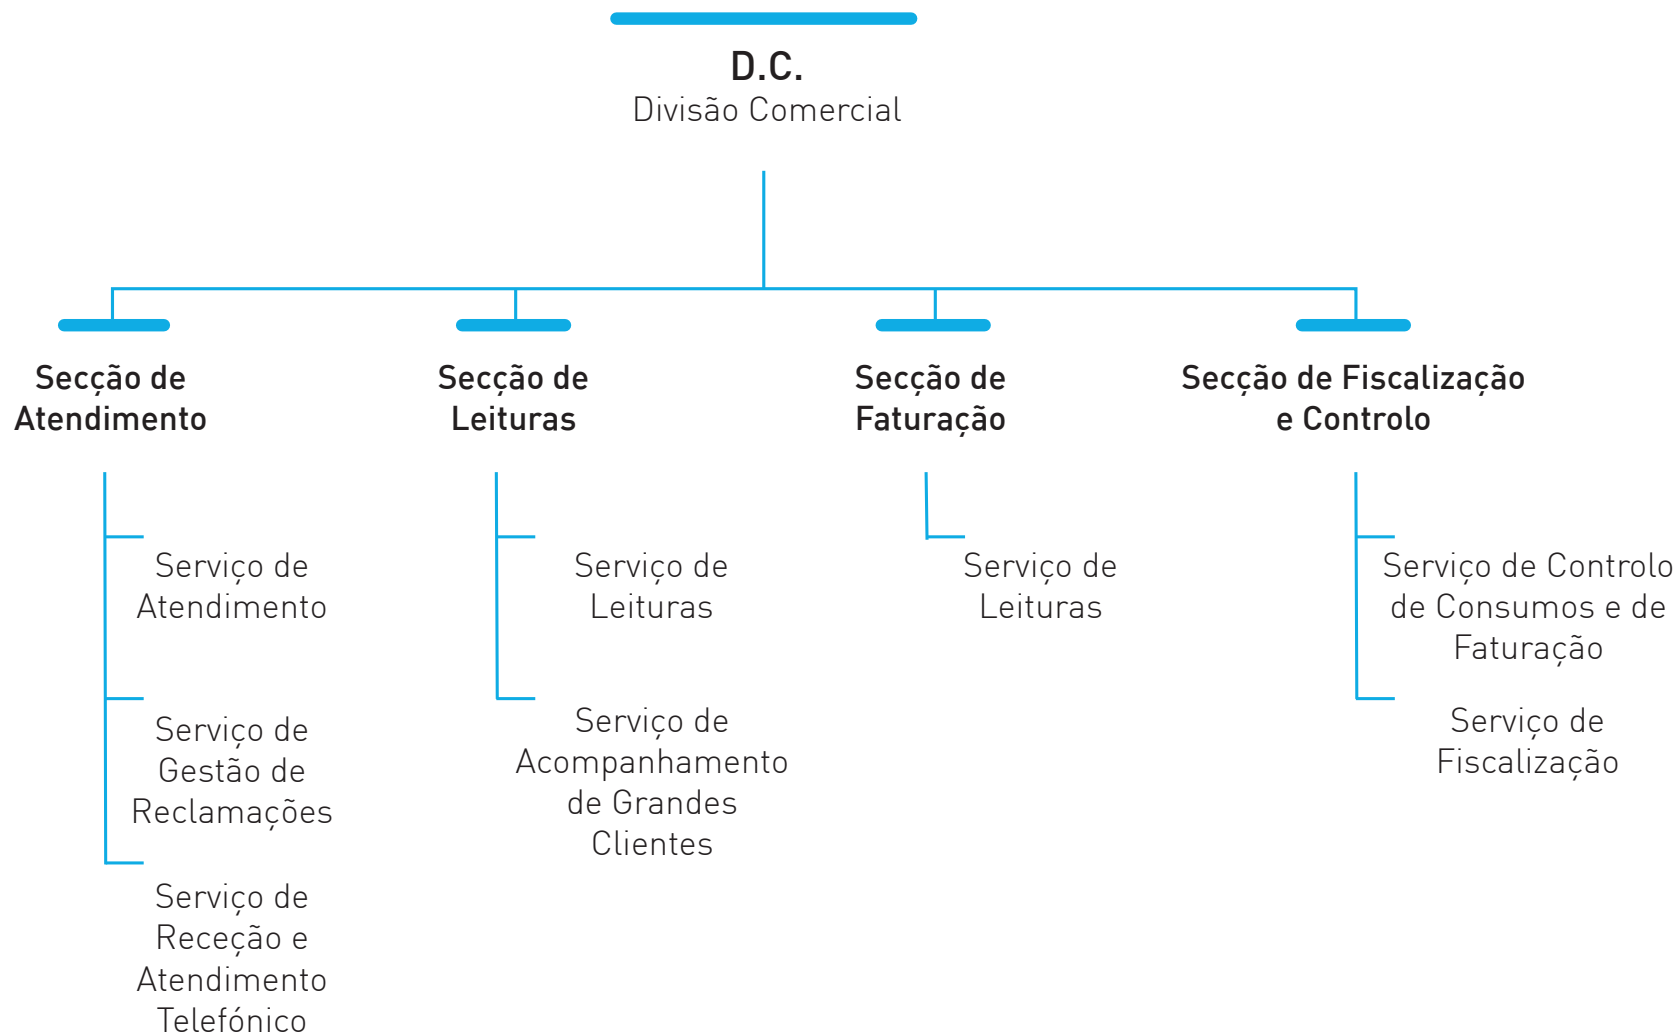 D.C.
Divisão Comercial
Secção de
Atendimento
Serviço de
Atendimento
Serviço de
Gestão de
Reclamações
Serviço de
Receção e
Atendimento
Telefónico
Secção de
Leituras
Serviço de
Leituras
Serviço de
Acompanhamento
de Grandes
Clientes
Secção de
Faturação
Serviço de
Leituras
Secção de Fiscalização
e Controlo
Serviço de Controlo
de Consumos e de
Faturação
Serviço de
Fiscalização